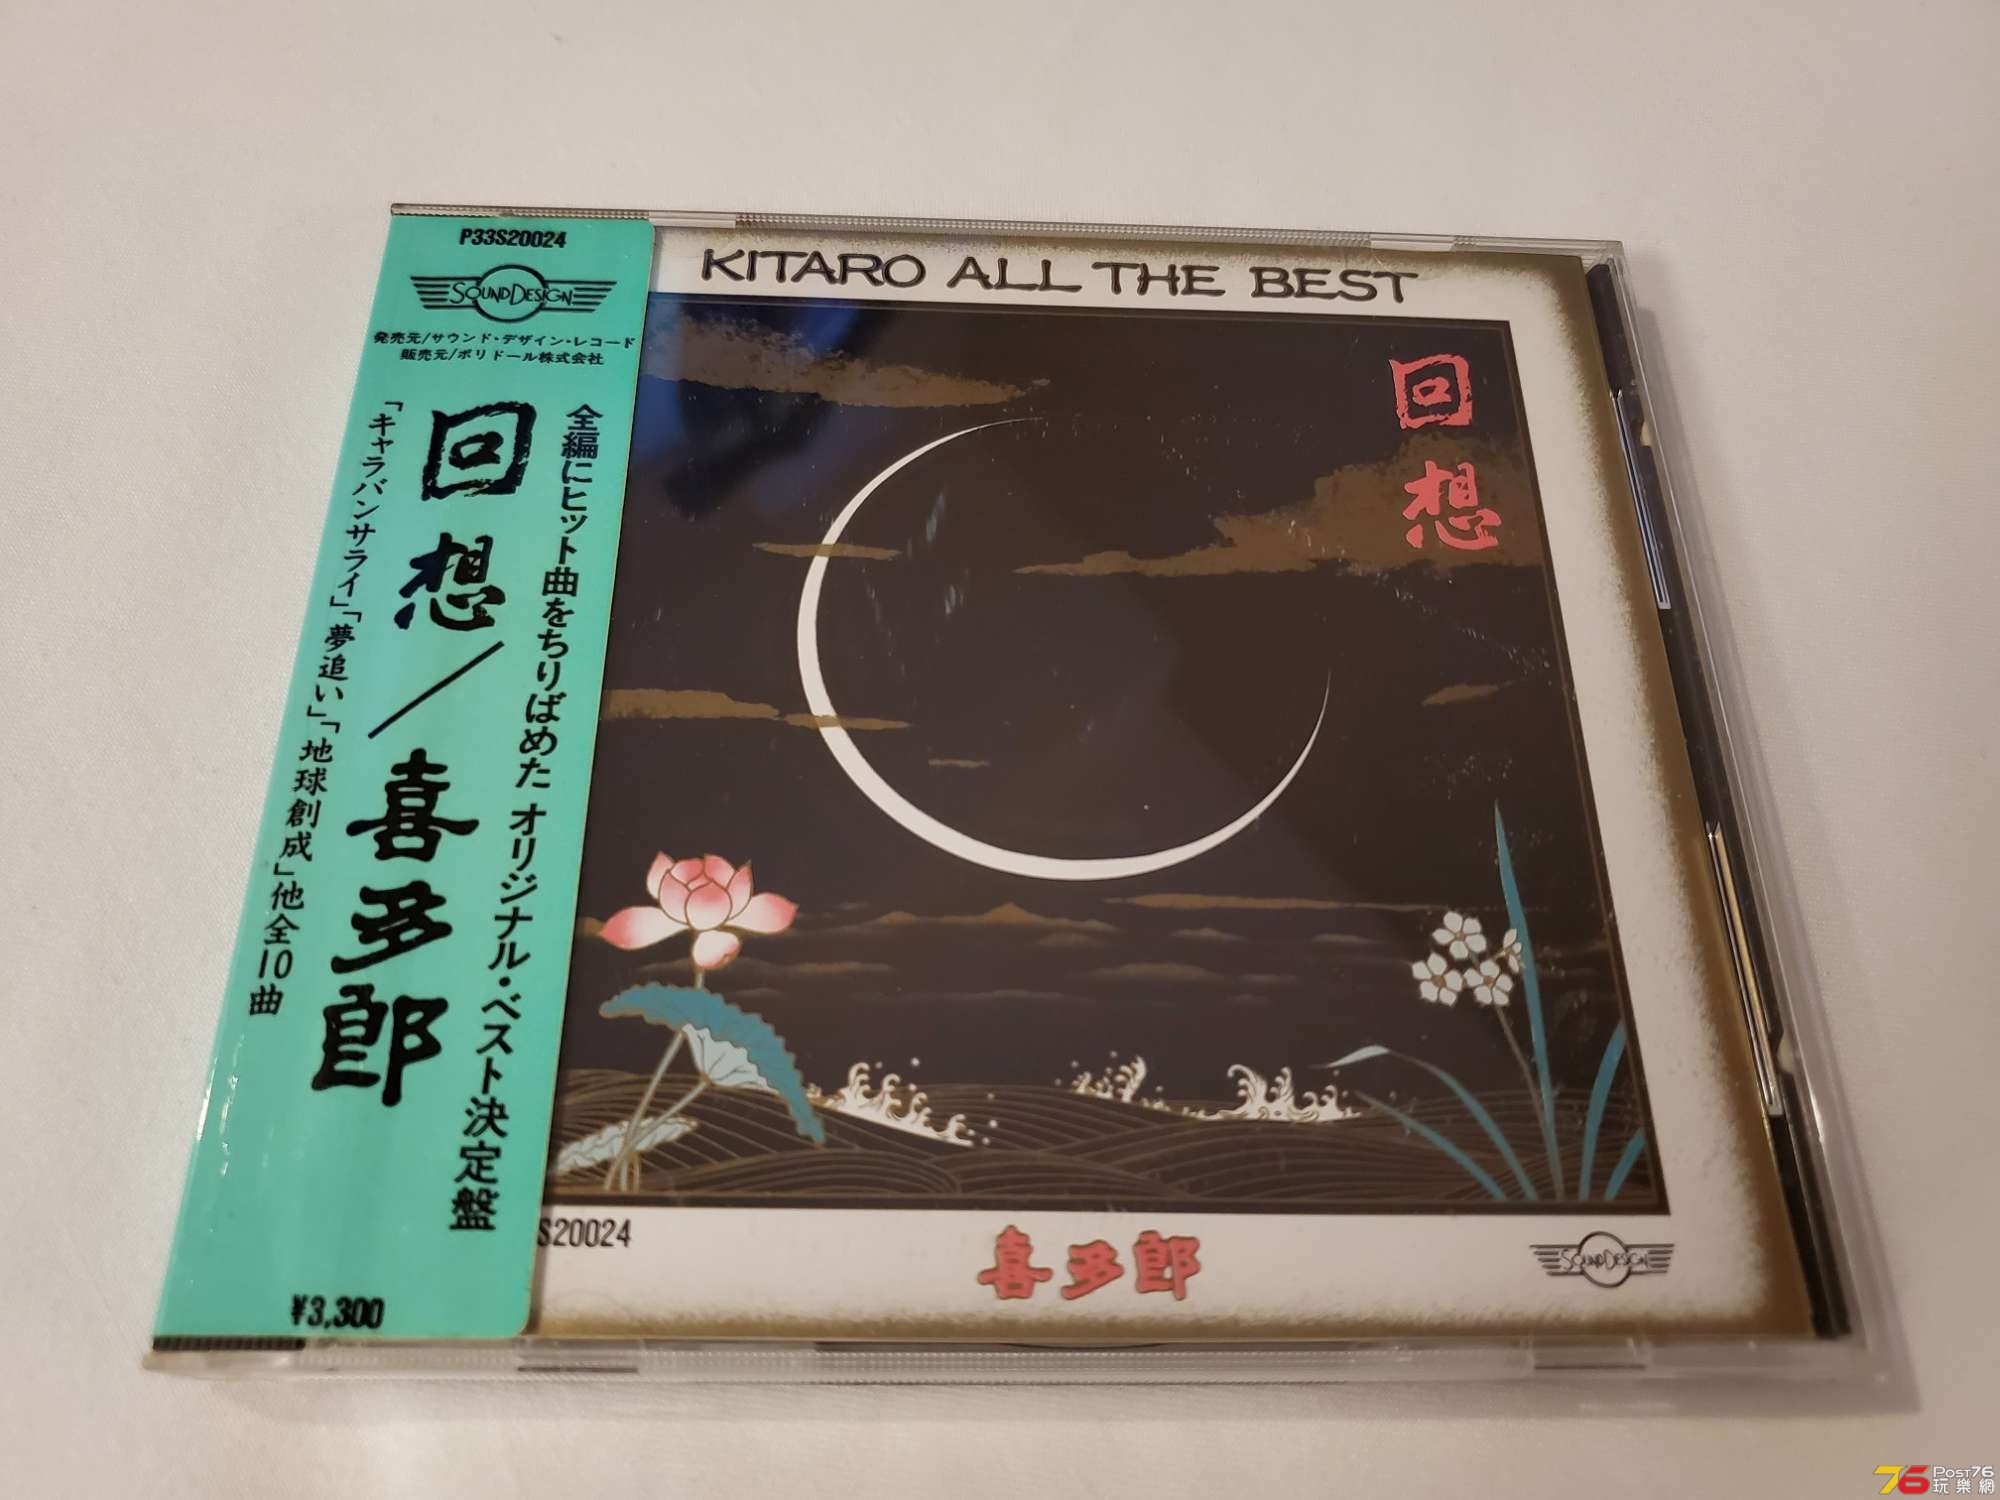 P33S20024
SOUND DESIGN
発売元/サウンド・デザイン・レコード
販売元/ポリドール株式会社
全編にヒット曲をちりばめた オリジナル・ベスト決定盤
回想/喜多郎
「キャラバンサライ」「夢追い」「地球創成」他全10曲
¥3,300
KITARO ALL THE BEST
回想
S20024
喜多郎
SOUND DESIGN
76 POST76
玩樂網